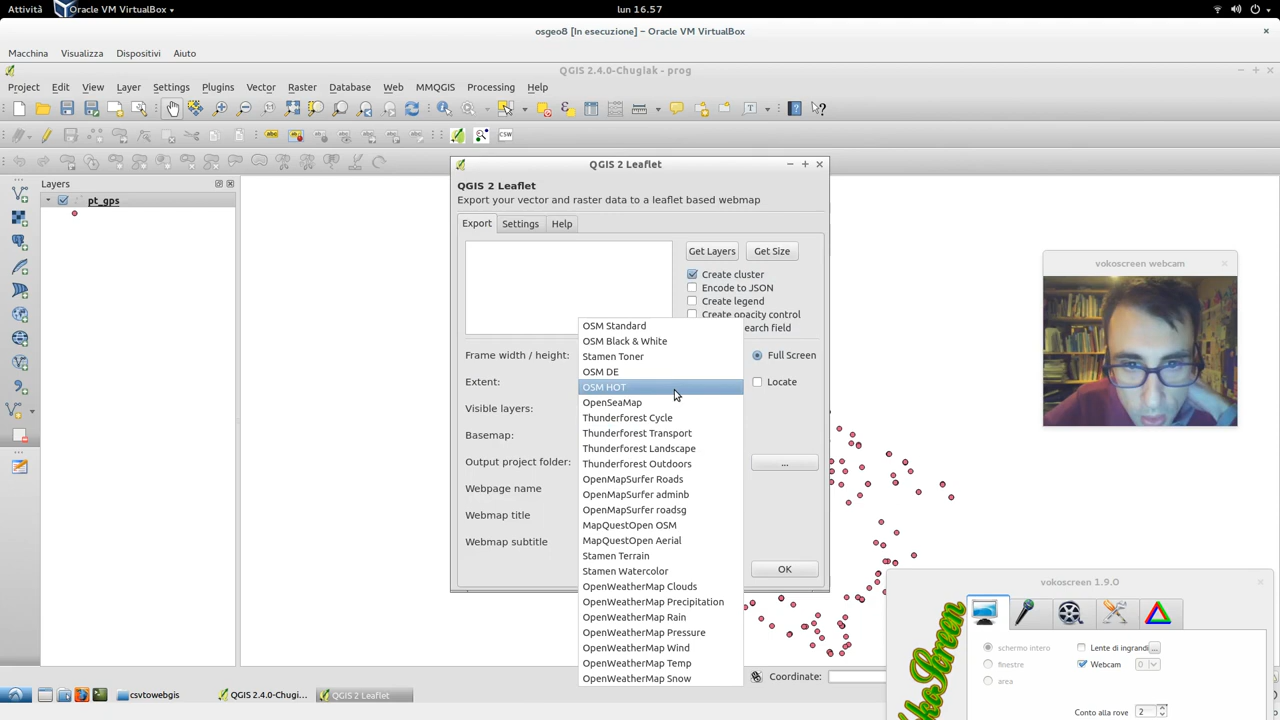 Attività Oracle VM VirtualBox lun 16.57
osgeo8 [In esecuzione] – Oracle VM VirtualBox
Macchina Visualizza Dispositivi Aiuto
QGIS 2.4.0-Chugiak - prog
Project Edit View Layer Settings Plugins Vector Raster Database Web MMQGIS Processing Help
CSW
Layers
pt_gps
QGIS 2 Leaflet
QGIS 2 Leaflet
Export your vector and raster data to a leaflet based webmap
Export Settings Help
Get Layers Get Size
Create cluster
Encode to JSON
Create legend
Create opacity control
earch field
Frame width / height: Full Screen
Extent: Locate
Visible layers:
Basemap:
Output project folder: ...
Webpage name
Webmap title
Webmap subtitle
OK
OSM Standard
OSM Black & White
Stamen Toner
OSM DE
OSM HOT
OpenSeaMap
Thunderforest Cycle
Thunderforest Transport
Thunderforest Landscape
Thunderforest Outdoors
OpenMapSurfer Roads
OpenMapSurfer adminb
OpenMapSurfer roadsg
MapQuestOpen OSM
MapQuestOpen Aerial
Stamen Terrain
Stamen Watercolor
OpenWeatherMap Clouds
OpenWeatherMap Precipitation
OpenWeatherMap Rain
OpenWeatherMap Pressure
OpenWeatherMap Wind
OpenWeatherMap Temp
OpenWeatherMap Snow
vokoscreen webcam
vokoscreen 1.9.0
schermo intero Lente di ingrandi ...
finestre Webcam 0
area
Conto alla rove 2
Coordinate:
csvtowebgis QGIS 2.4.0-Chugi... QGIS 2 Leaflet